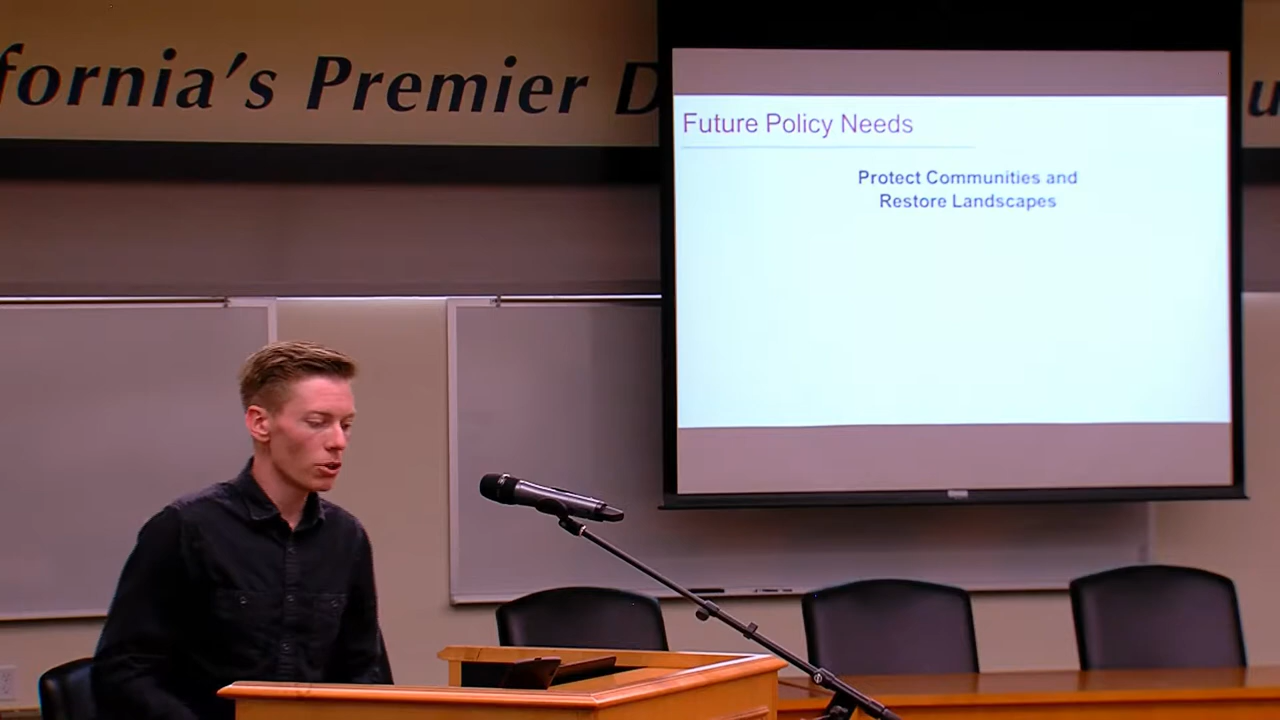 fornia's Premier D
Future Policy Needs
Protect Communities and
Restore Landscapes